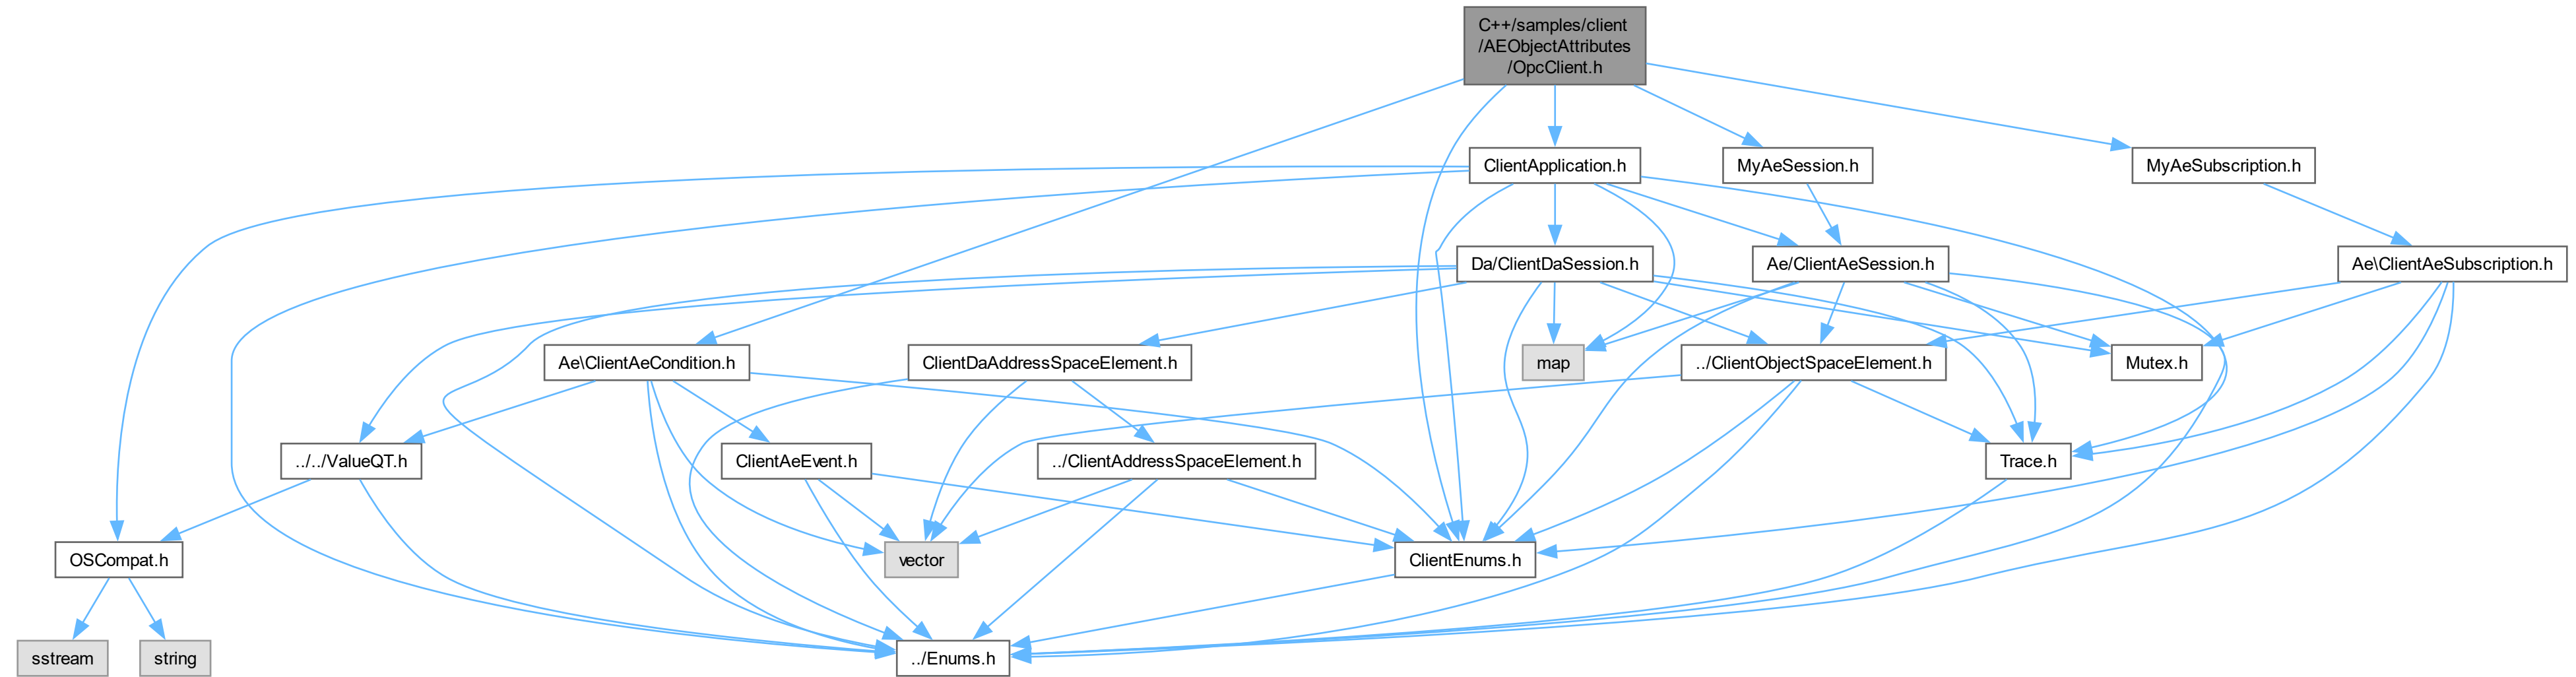 C++/samples/client
/AEObjectAttributes
/OpcClient.h
ClientApplication.h
MyAeSession.h
MyAeSubscription.h
Da/ClientDaSession.h
Ae/ClientAeSession.h
Ae\ClientAeSubscription.h
Ae\ClientAeCondition.h
ClientDaAddressSpaceElement.h
map
../ClientObjectSpaceElement.h
Mutex.h
../../ValueQT.h
ClientAeEvent.h
../ClientAddressSpaceElement.h
Trace.h
OSCompat.h
vector
ClientEnums.h
sstream
string
../Enums.h